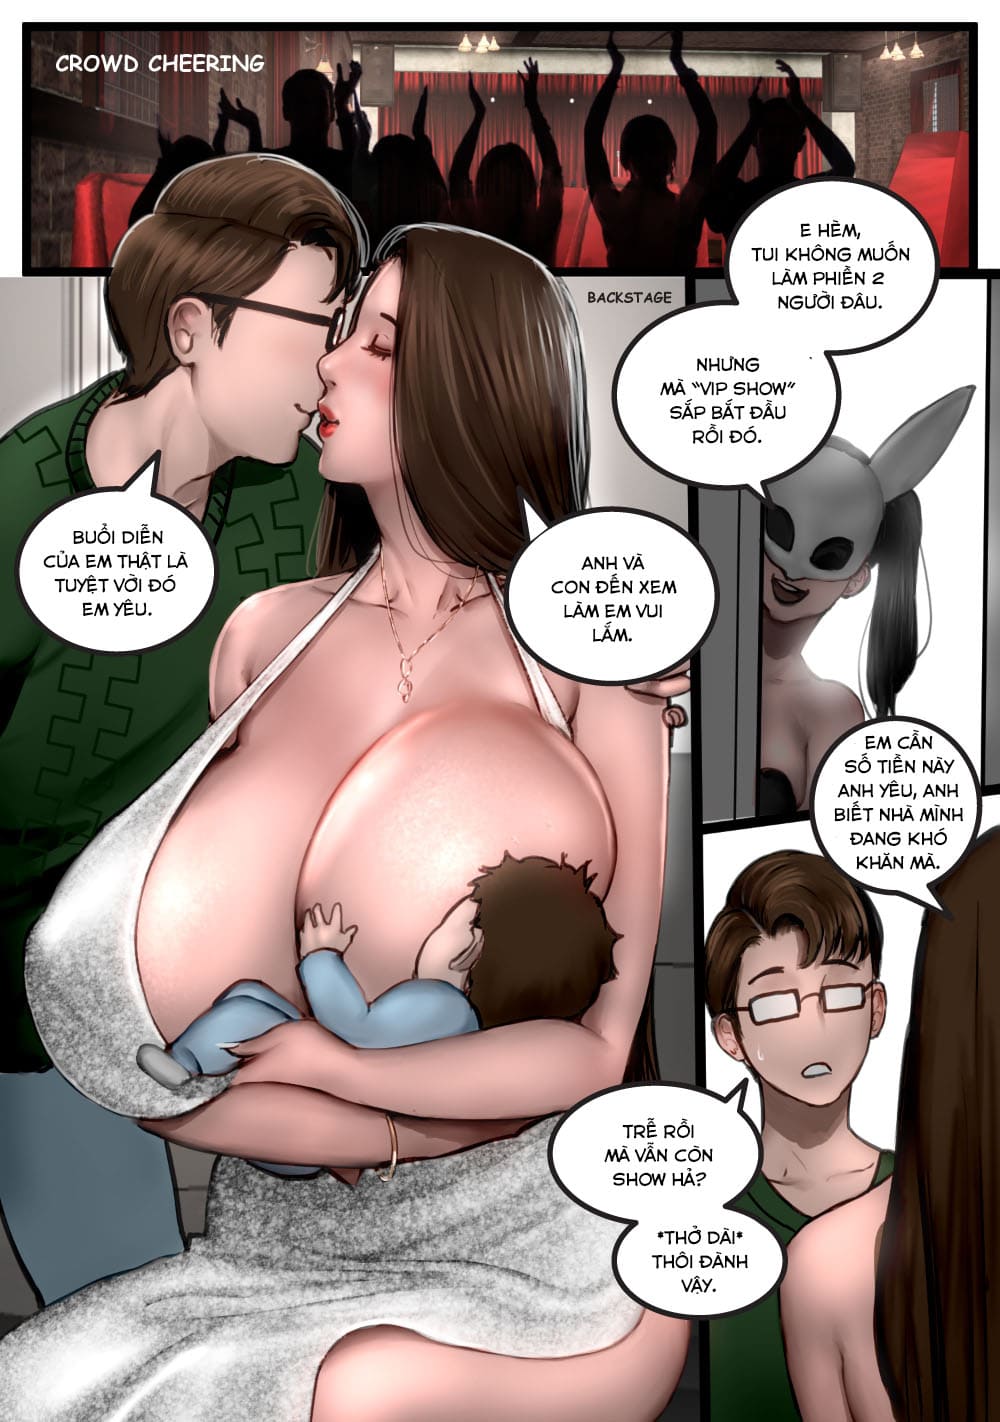 CROWD CHEERING
E HÈM,
TUI KHÔNG MUỐN
LÀM PHIỀN 2
NGƯỜI ĐÂU.
BACKSTAGE
NHƯNG
MÀ “VIP SHOW”
SẮP BẮT ĐẦU
RỒI ĐÓ.
BUỔI DIỄN
CỦA EM THẬT LÀ
TUYỆT VỜI ĐÓ
EM YÊU.
ANH VÀ
CON ĐẾN XEM
LÀM EM VUI
LẮM.
EM CẦN
SỐ TIỀN NÀY
ANH YÊU, ANH
BIẾT NHÀ MÌNH
ĐANG KHÓ
KHĂN MÀ.
TRỄ RỒI
MÀ VẪN CÒN
SHOW HẢ?
*THỞ DÀI*
THÔI ĐÀNH
VẬY.